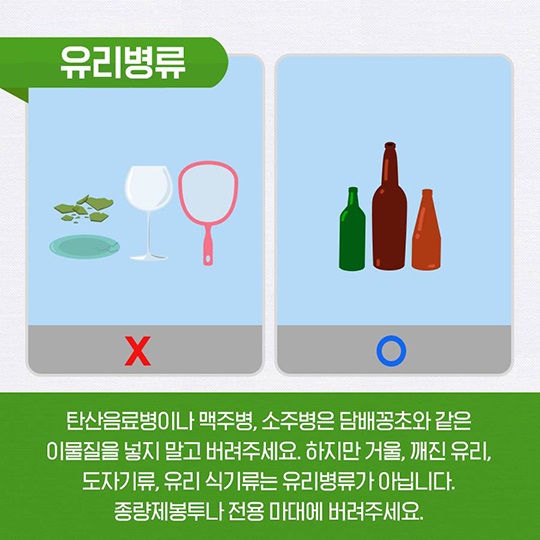 유리병류
X
O
탄산음료병이나 맥주병, 소주병은 담배꽁초와 같은
이물질을 넣지 말고 버려주세요. 하지만 거울, 깨진 유리,
도자기류, 유리 식기류는 유리병류가 아닙니다.
종량제봉투나 전용 마대에 버려주세요.